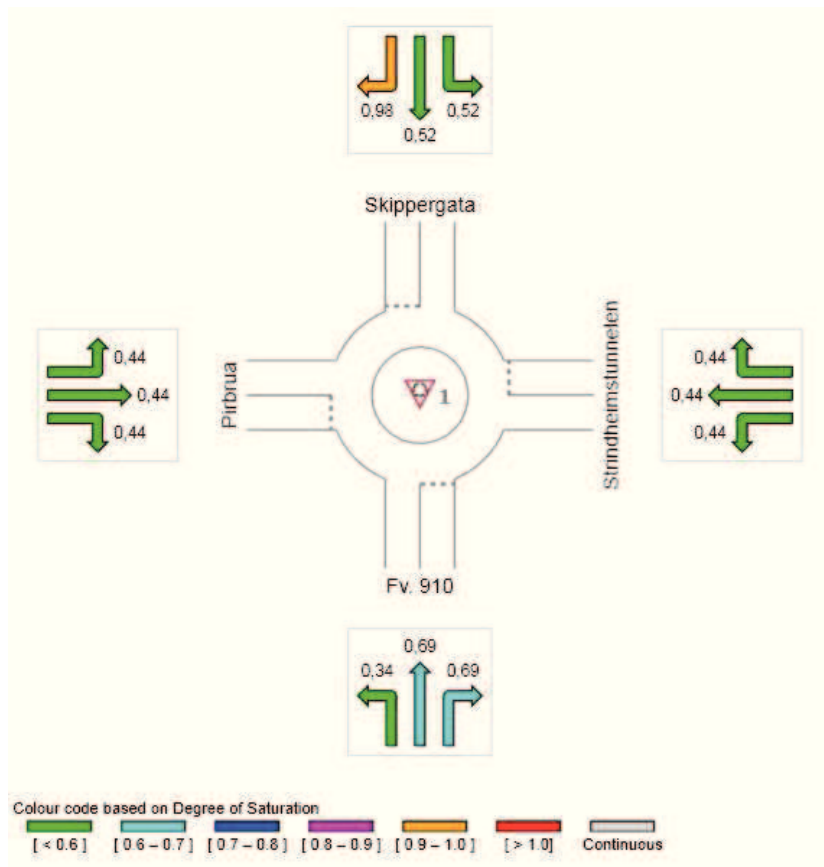 0,98
0,52
0,52
Skippergata
0,44
0,44
0,44
Pirbrua
1
Strindheimstunnelen
0,44
0,44
0,44
Fv. 910
0,34
0,69
0,69
Colour code based on Degree of Saturation
[ < 0.6 ] [ 0.6 – 0.7 ] [ 0.7 – 0.8 ] [ 0.8 – 0.9 ] [ 0.9 – 1.0 ] [ > 1.0 ] Continuous